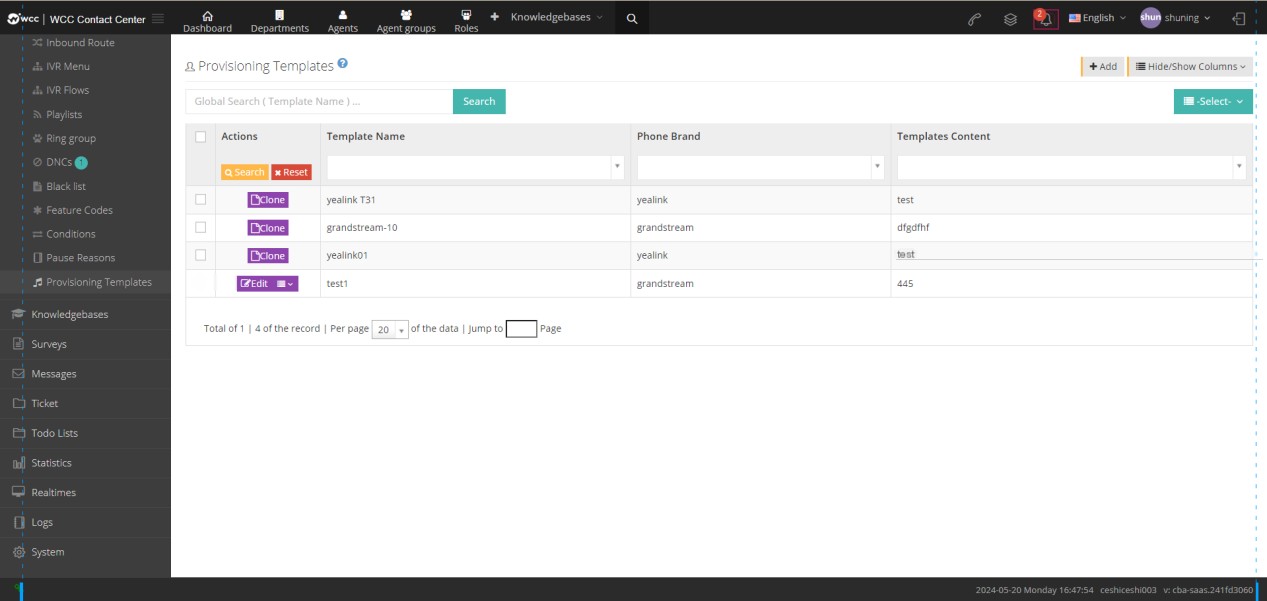 wcc | WCC Contact Center
Dashboard
Departments
Agents
Agent groups
Roles
Knowledgebases
2
English
shun
shuning
Inbound Route
IVR Menu
IVR Flows
Playlists
Ring group
DNCs
Black list
Feature Codes
Conditions
Pause Reasons
Provisioning Templates
Knowledgebases
Surveys
Messages
Ticket
Todo Lists
Statistics
Realtimes
Logs
System
Provisioning Templates ?
+ Add
Hide/Show Columns
Global Search ( Template Name ) ...
Search
-Select-
Actions Template Name Phone Brand Templates Content
Search Reset
Clone yealink T31 yealink test
Clone grandstream-10 grandstream dfgdfhf
Clone yealink01 yealink test
Edit test1 grandstream 445
Total of 1 | 4 of the record | Per page 20 of the data | Jump to Page
2024-05-20 Monday 16:47:54 ceshiceshi003 v: cba-saas.241fd3060